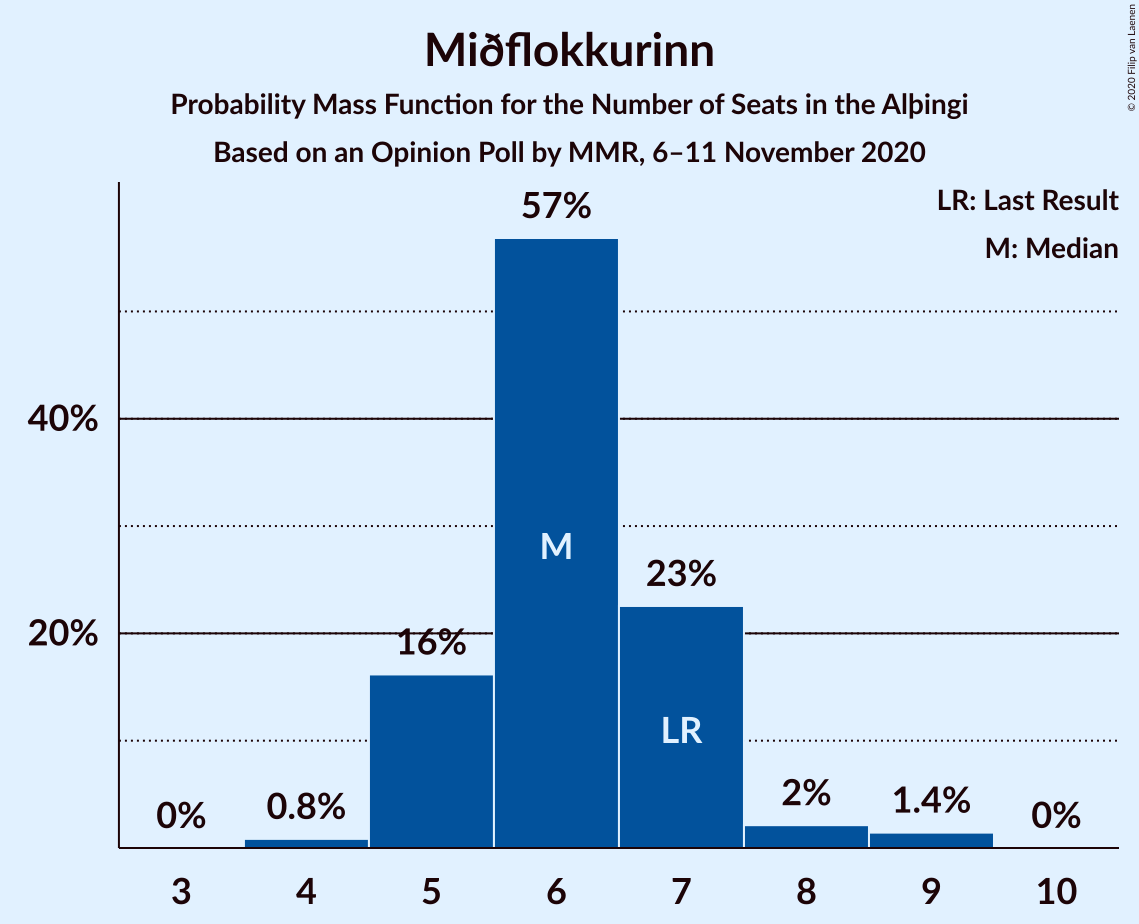 Miðflokkurinn
Probability Mass Function for the Number of Seats in the Alþingi
Based on an Opinion Poll by MMR, 6–11 November 2020
© 2020 Filip van Laenen
LR: Last Result
M: Median
57%
40%
M
23%
20%
16%
LR
0%
0.8%
2%
1.4%
0%
3
4
5
6
7
8
9
10